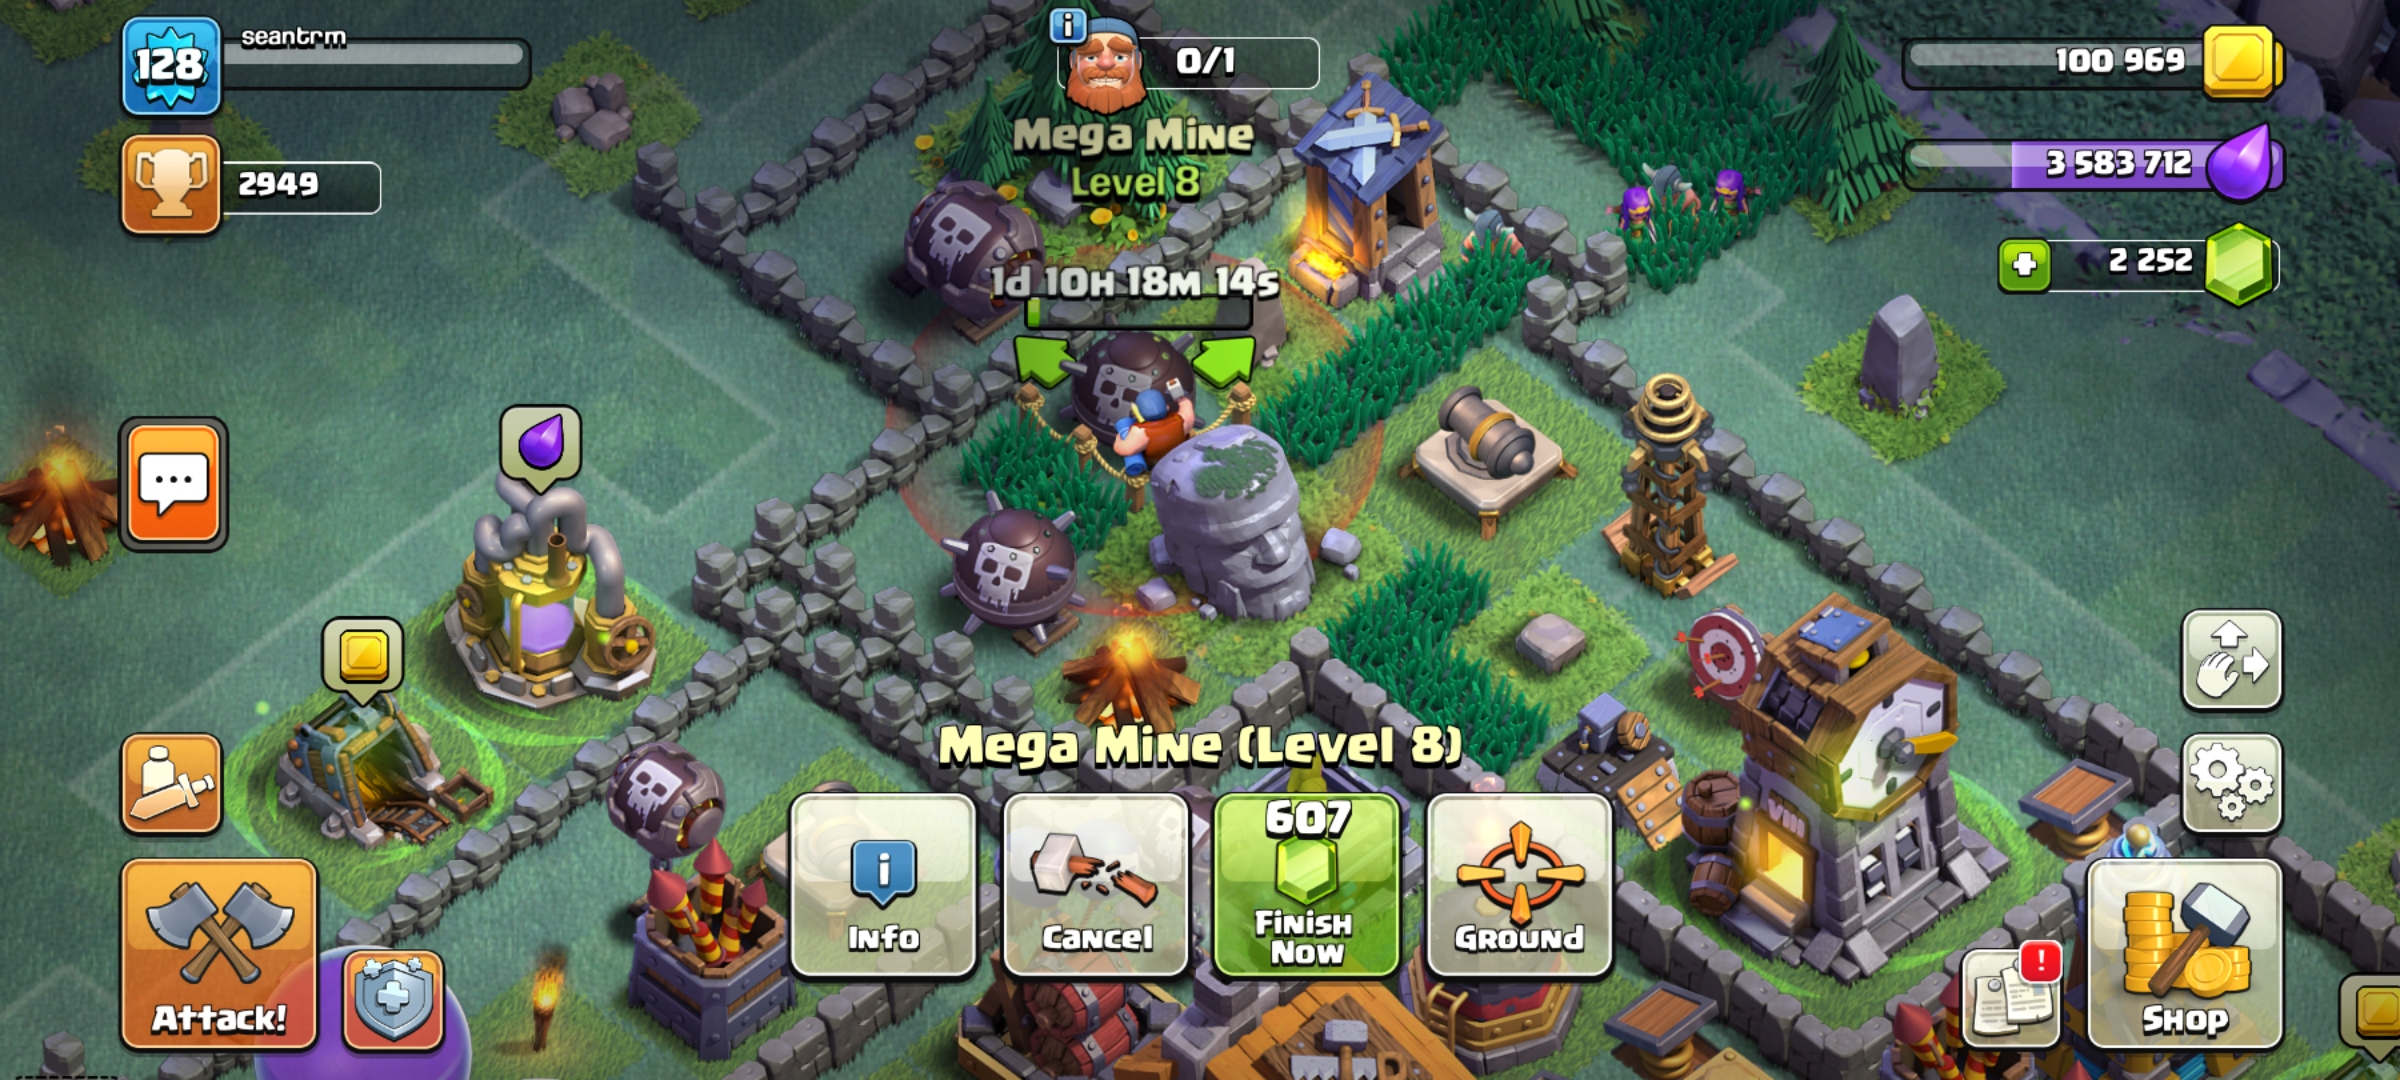 128
seantrm
0/1
100 969
2949
Mega Mine
Level 8
3 583 712
2 252
1d 10H 18M 14s
Mega Mine (Level 8)
607
Info
Cancel
Finish
Now
Ground
VIII
Attack!
!
Shop